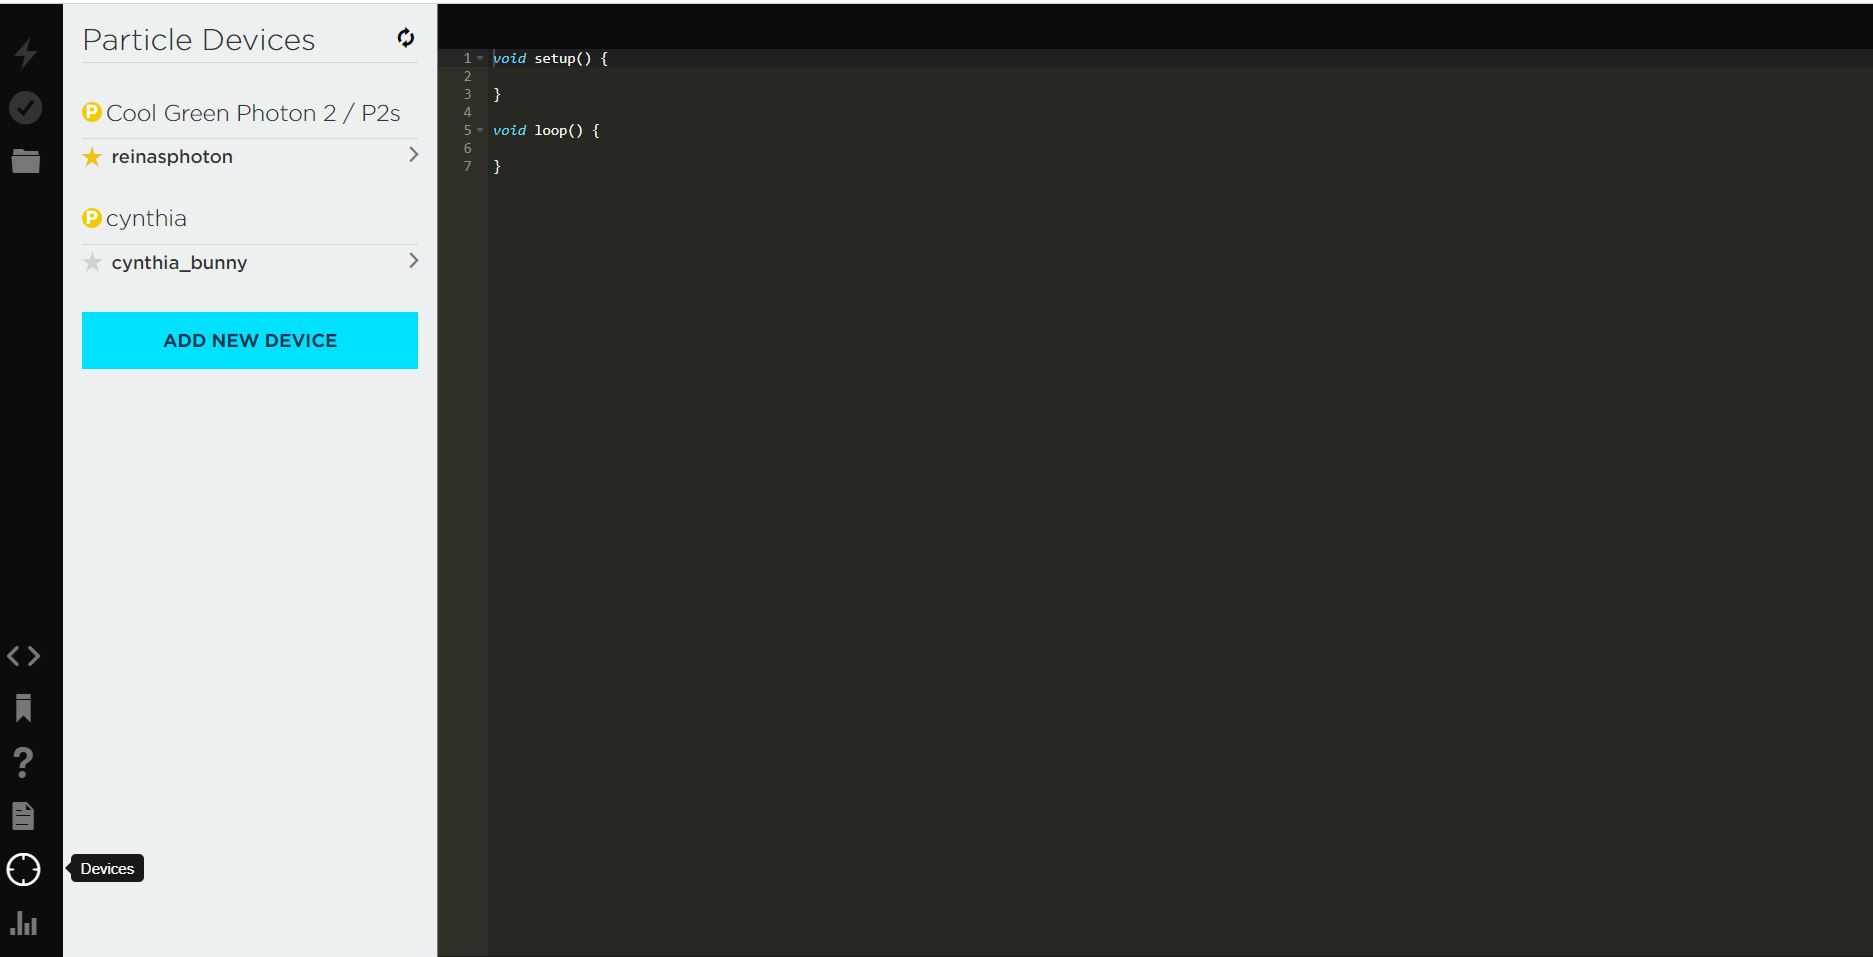 Particle Devices
P Cool Green Photon 2 / P2s
reinasphoton
P cynthia
cynthia_bunny
ADD NEW DEVICE
Devices
1 void setup() {
2
3 }
4
5 void loop() {
6
7 }